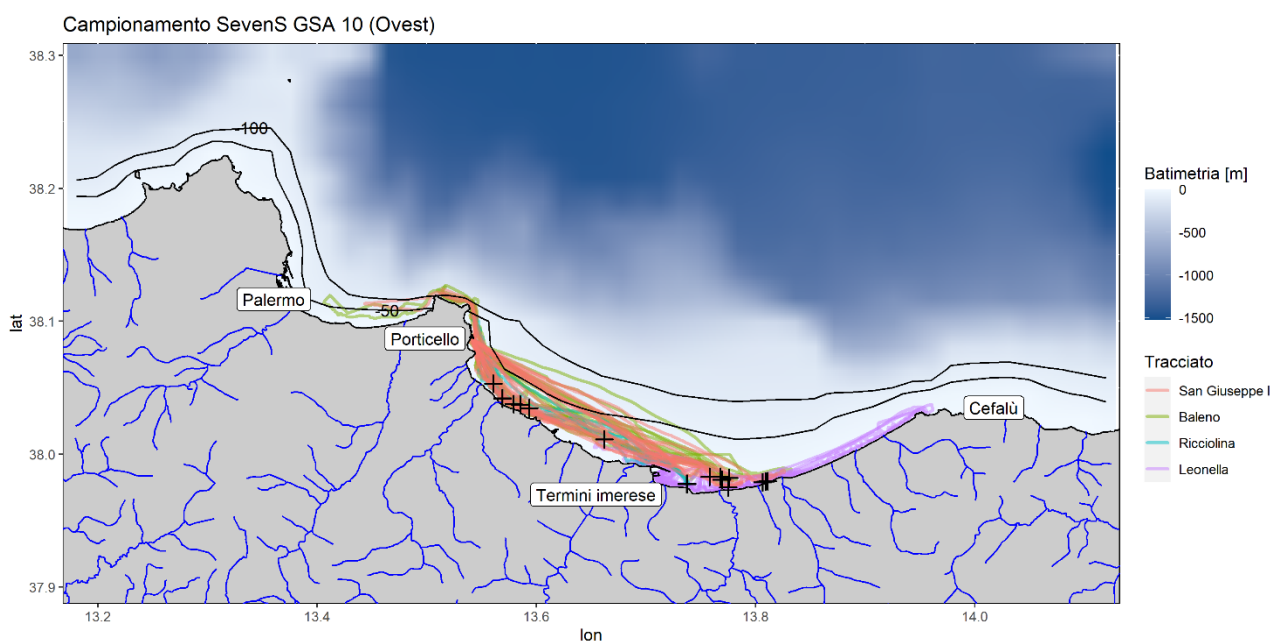 Campionamento SevenS GSA 10 (Ovest)
38.3
38.2
38.1
38.0
37.9
lat
-100
-50
Palermo
Porticello
Termini imerese
Cefalù
13.2
13.4
13.6
13.8
14.0
lon
Batimetria [m]
0
-500
-1000
-1500
Tracciato
San Giuseppe I
Baleno
Ricciolina
Leonella